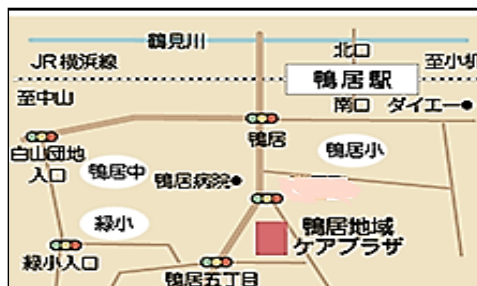 鶴見川
JR横浜線
北口
至小机
鴨居駅
至中山
南口
ダイエー
鴨居
白山団地
入口
鴨居中
鴨居病院
鴨居小
緑小
鴨居地域
ケアプラザ
緑小入口
鴨居五丁目